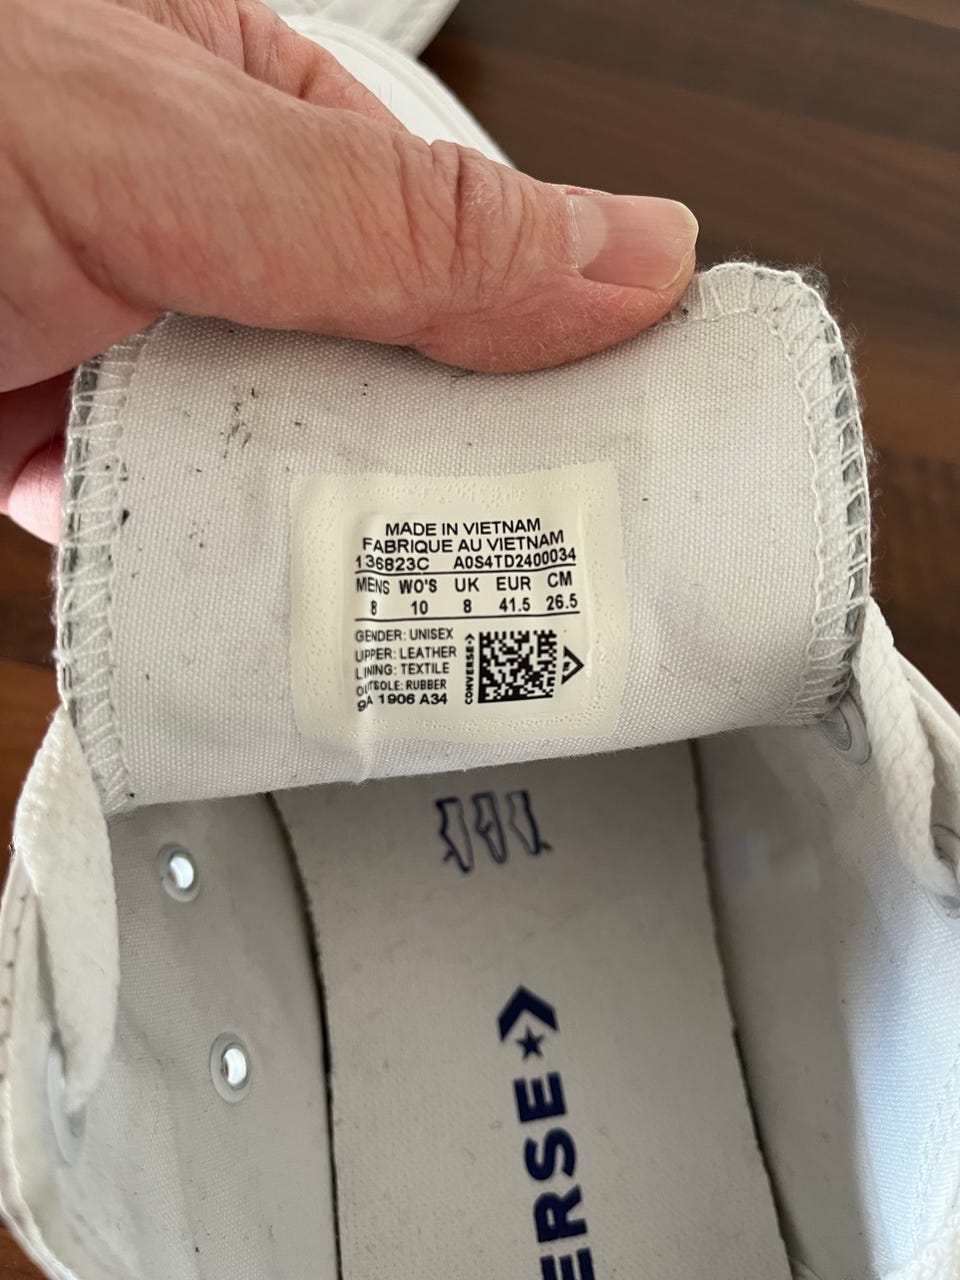 MADE IN VIETNAM
FABRIQUE AU VIETNAM
136823C A0S4TD2400034
MENS WO'S UK EUR CM
8 10 8 41.5 26.5
GENDER: UNISEX
UPPER: LEATHER
LINING: TEXTILE
OUTSOLE: RUBBER
9A 1906 A34
CONVERSE
ERSE